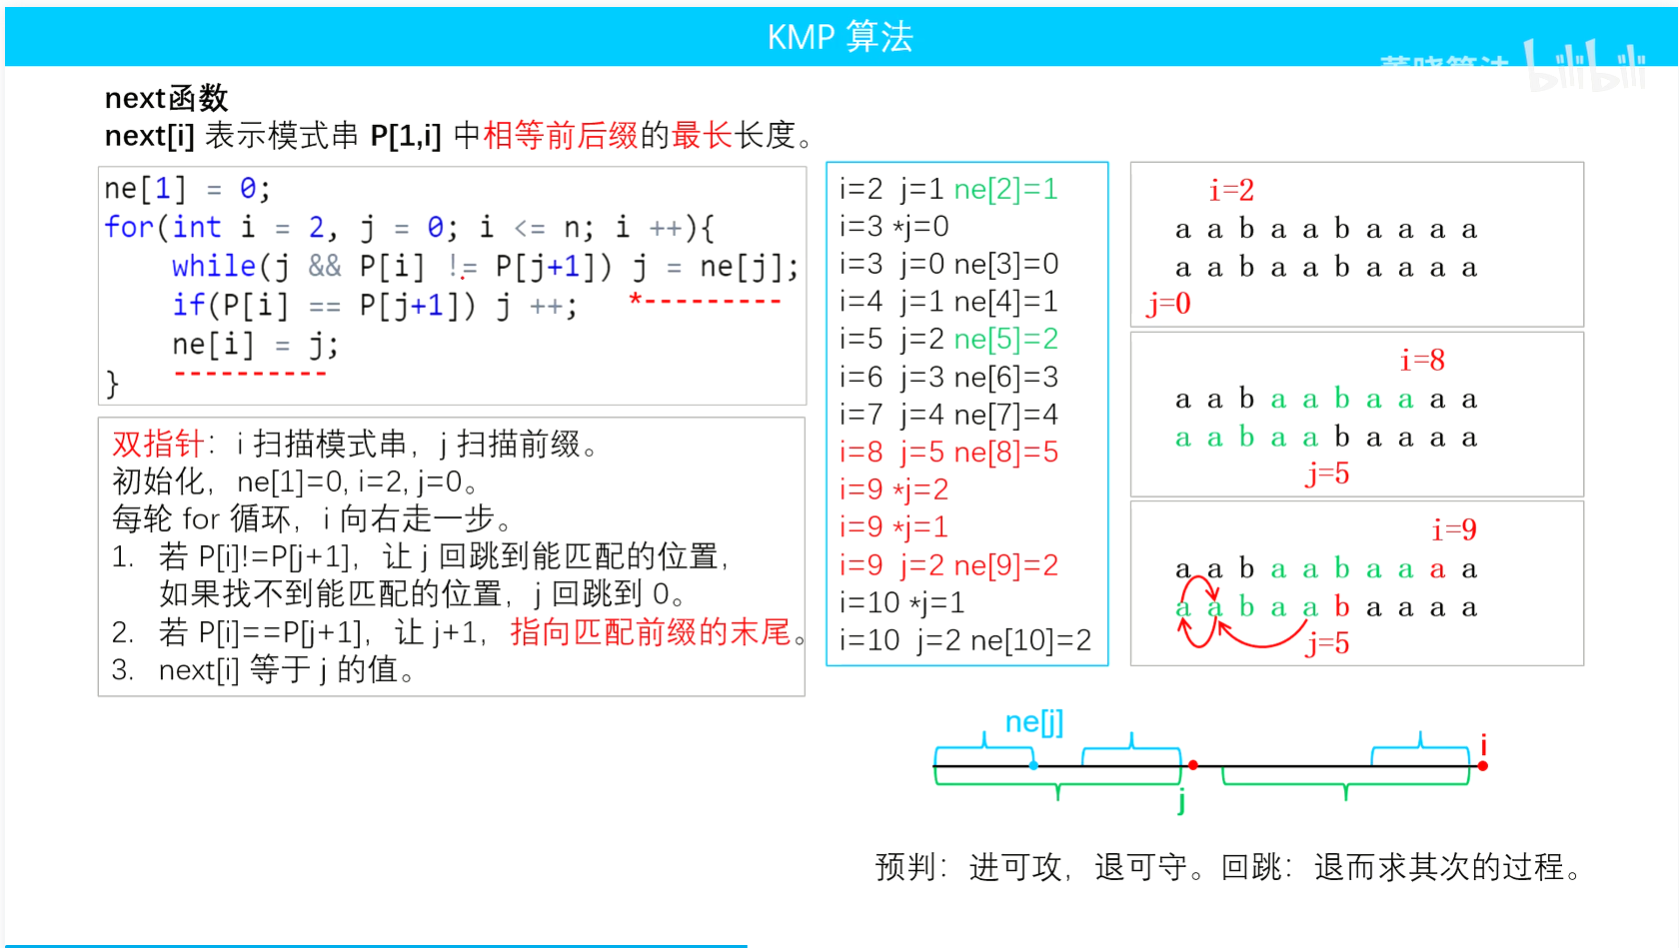 KMP 算法
bilibili
next函数
next[i] 表示模式串 P[1,i] 中相等前后缀的最长长度。
ne[1] = 0;
for(int i = 2, j = 0; i <= n; i ++){
while(j && P[i] != P[j+1]) j = ne[j];
if(P[i] == P[j+1]) j ++; *----------
ne[i] = j;
}
双指针：i 扫描模式串，j 扫描前缀。
初始化，ne[1]=0, i=2, j=0。
每轮 for 循环，i 向右走一步。
1. 若 P[i]!=P[j+1]，让 j 回跳到能匹配的位置，
如果找不到能匹配的位置，j 回跳到 0。
2. 若 P[i]==P[j+1]，让 j+1，指向匹配前缀的末尾。
3. next[i] 等于 j 的值。
i=2 j=1 ne[2]=1
i=3 *j=0
i=3 j=0 ne[3]=0
i=4 j=1 ne[4]=1
i=5 j=2 ne[5]=2
i=6 j=3 ne[6]=3
i=7 j=4 ne[7]=4
i=8 j=5 ne[8]=5
i=9 *j=2
i=9 *j=1
i=9 j=2 ne[9]=2
i=10 *j=1
i=10 j=2 ne[10]=2
i=2
a a b a a b a a a a
a a b a a b a a a a
j=0
i=8
a a b a a b a a a a
a a b a a b a a a a
j=5
i=9
a a b a a b a a a a
a a b a a b a a a a
j=5
ne[j]
i
j
预判：进可攻，退可守。回跳：退而求其次的过程。